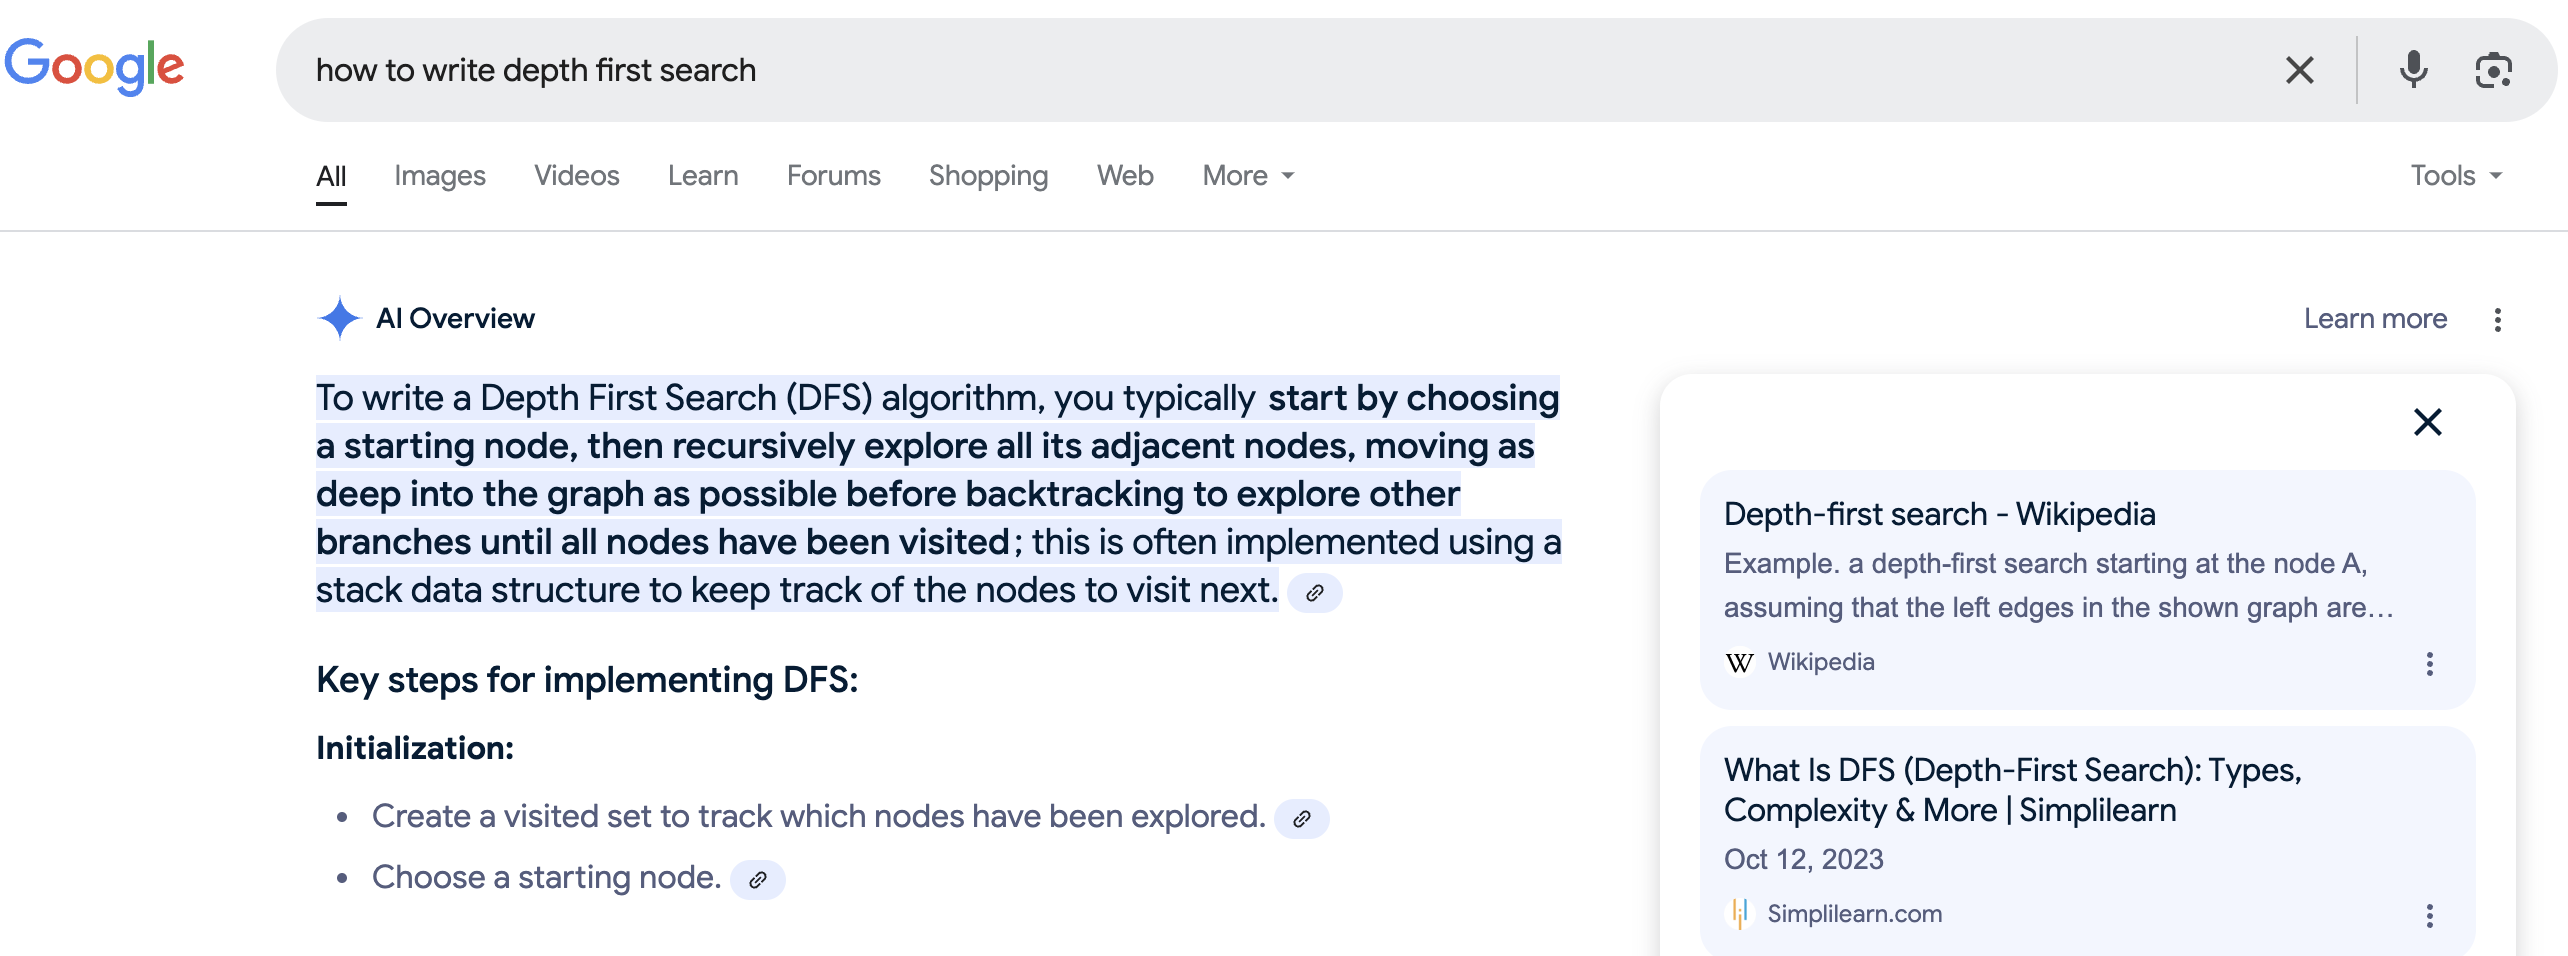 Google
how to write depth first search
All Images Videos Learn Forums Shopping Web More Tools
AI Overview
Learn more
To write a Depth First Search (DFS) algorithm, you typically start by choosing
a starting node, then recursively explore all its adjacent nodes, moving as
deep into the graph as possible before backtracking to explore other
branches until all nodes have been visited; this is often implemented using a
stack data structure to keep track of the nodes to visit next.
Key steps for implementing DFS:
Initialization:
• Create a visited set to track which nodes have been explored.
• Choose a starting node.
Depth-first search - Wikipedia
Example. a depth-first search starting at the node A,
assuming that the left edges in the shown graph are...
W Wikipedia
What Is DFS (Depth-First Search): Types,
Complexity & More | Simplilearn
Oct 12, 2023
Simplilearn.com